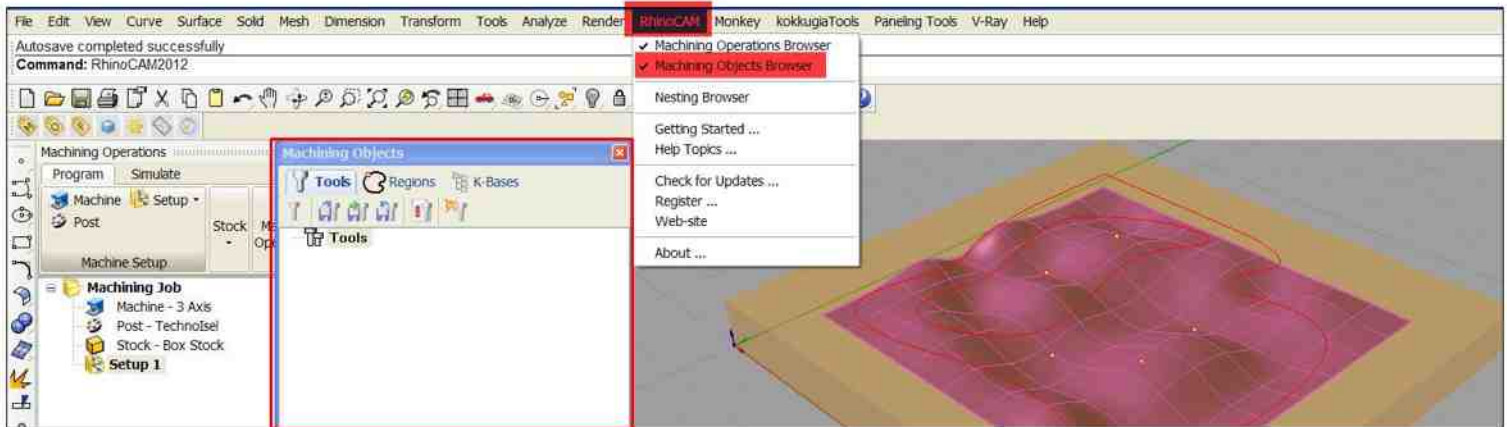 File Edit View Curve Surface Solid Mesh Dimension Transform Tools Analyze Render RhinoCAM Monkey kokkugiaTools Paneling Tools V-Ray Help
Autosave completed successfully
Command: RhinoCAM2012
Machining Operations Browser
Machining Objects Browser
Nesting Browser
Getting Started ...
Help Topics ...
Check for Updates ...
Register ...
Web-site
About ...
Machining Operations
Program Simulate
Machine Setup
Post
Stock
Machine Setup
Machining Job
Machine - 3 Axis
Post - TechnoIsel
Stock - Box Stock
Setup 1
Machining Objects
Tools Regions K-Bases
Tools